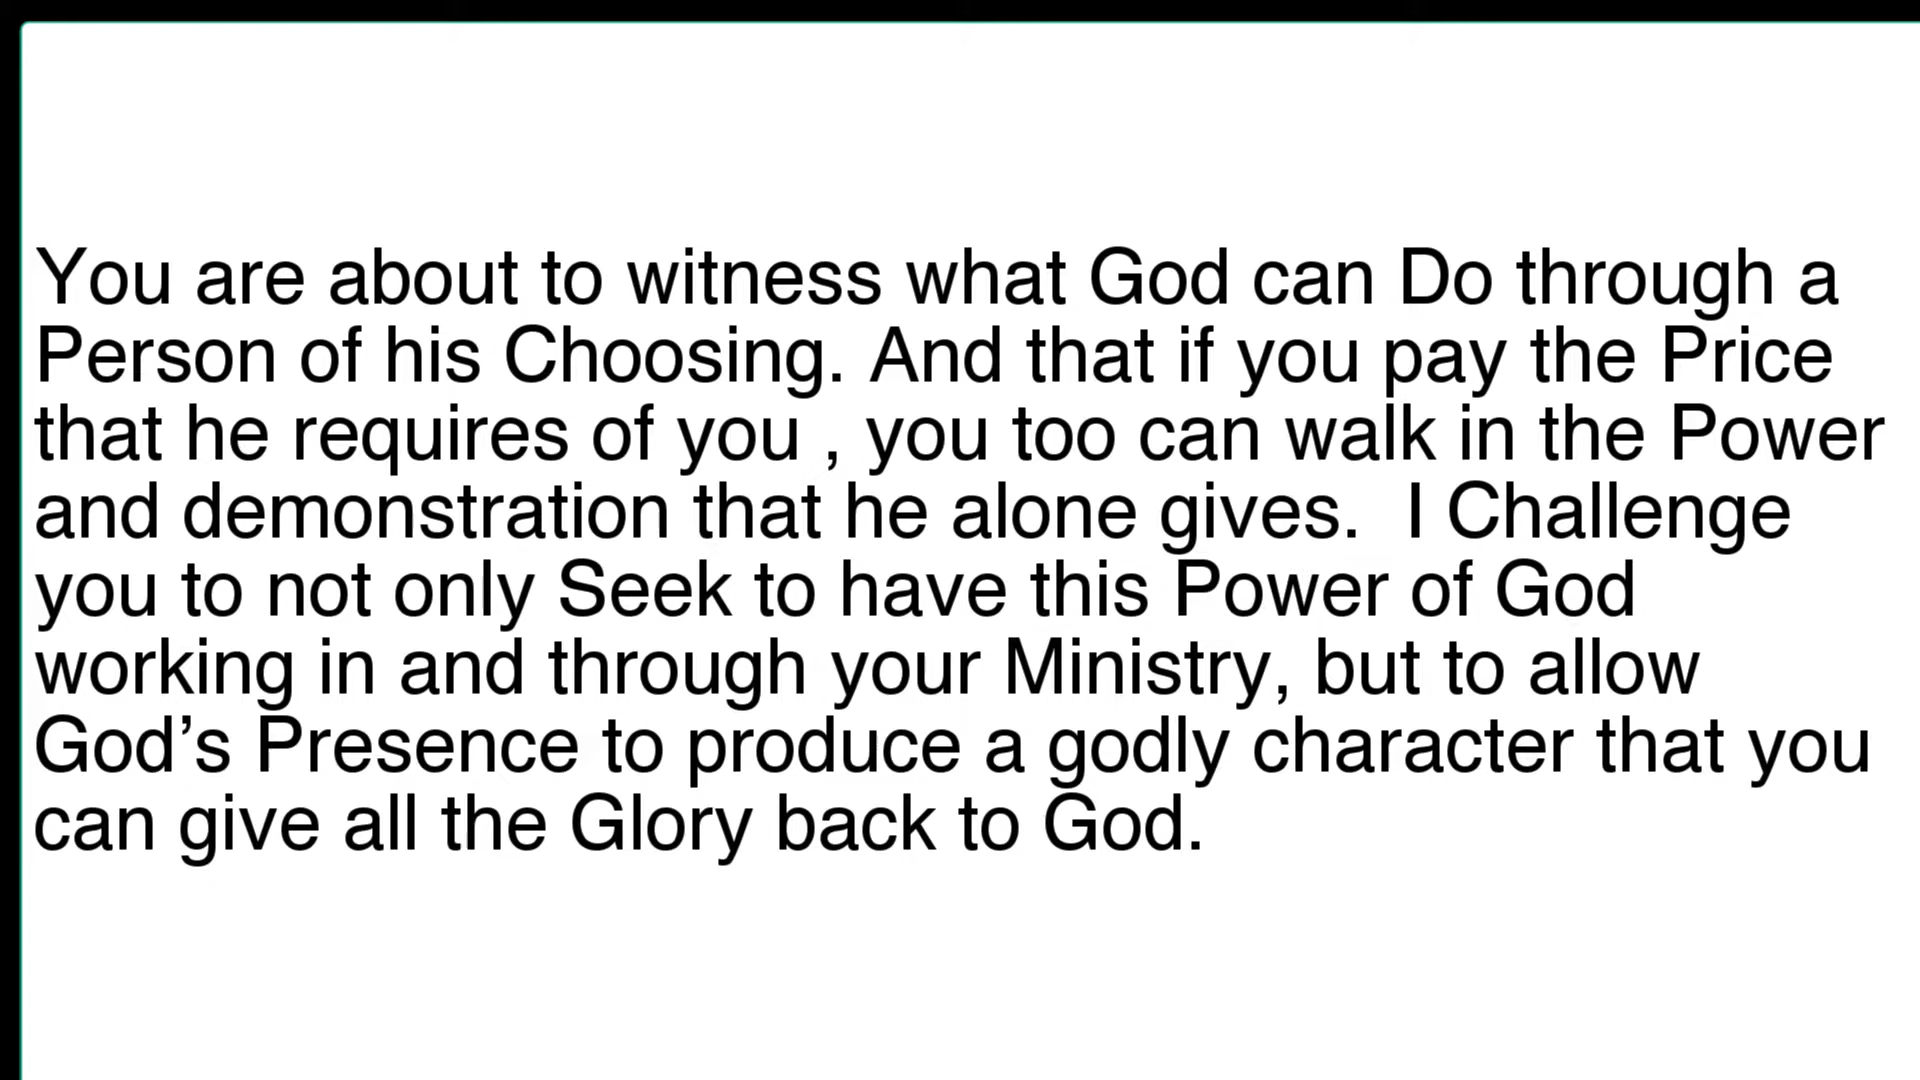 You are about to witness what God can Do through a
Person of his Choosing. And that if you pay the Price
that he requires of you , you too can walk in the Power
and demonstration that he alone gives.  I Challenge
you to not only Seek to have this Power of God
working in and through your Ministry, but to allow
God’s Presence to produce a godly character that you
can give all the Glory back to God.